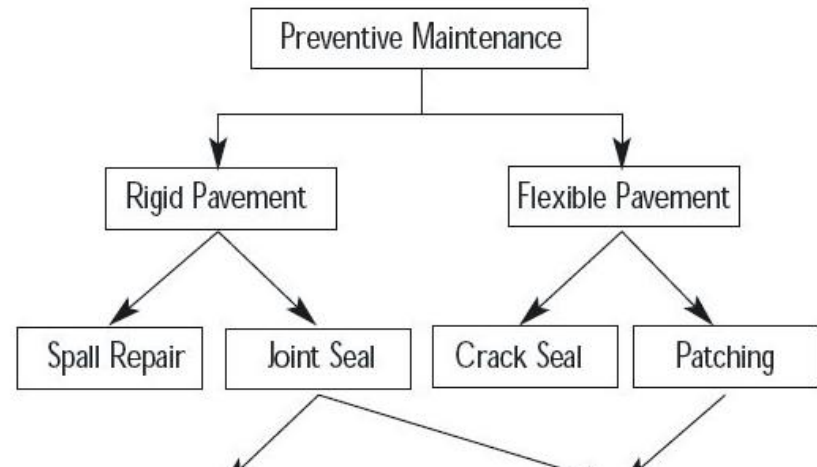 Preventive Maintenance
Rigid Pavement
Flexible Pavement
Spall Repair
Joint Seal
Crack Seal
Patching